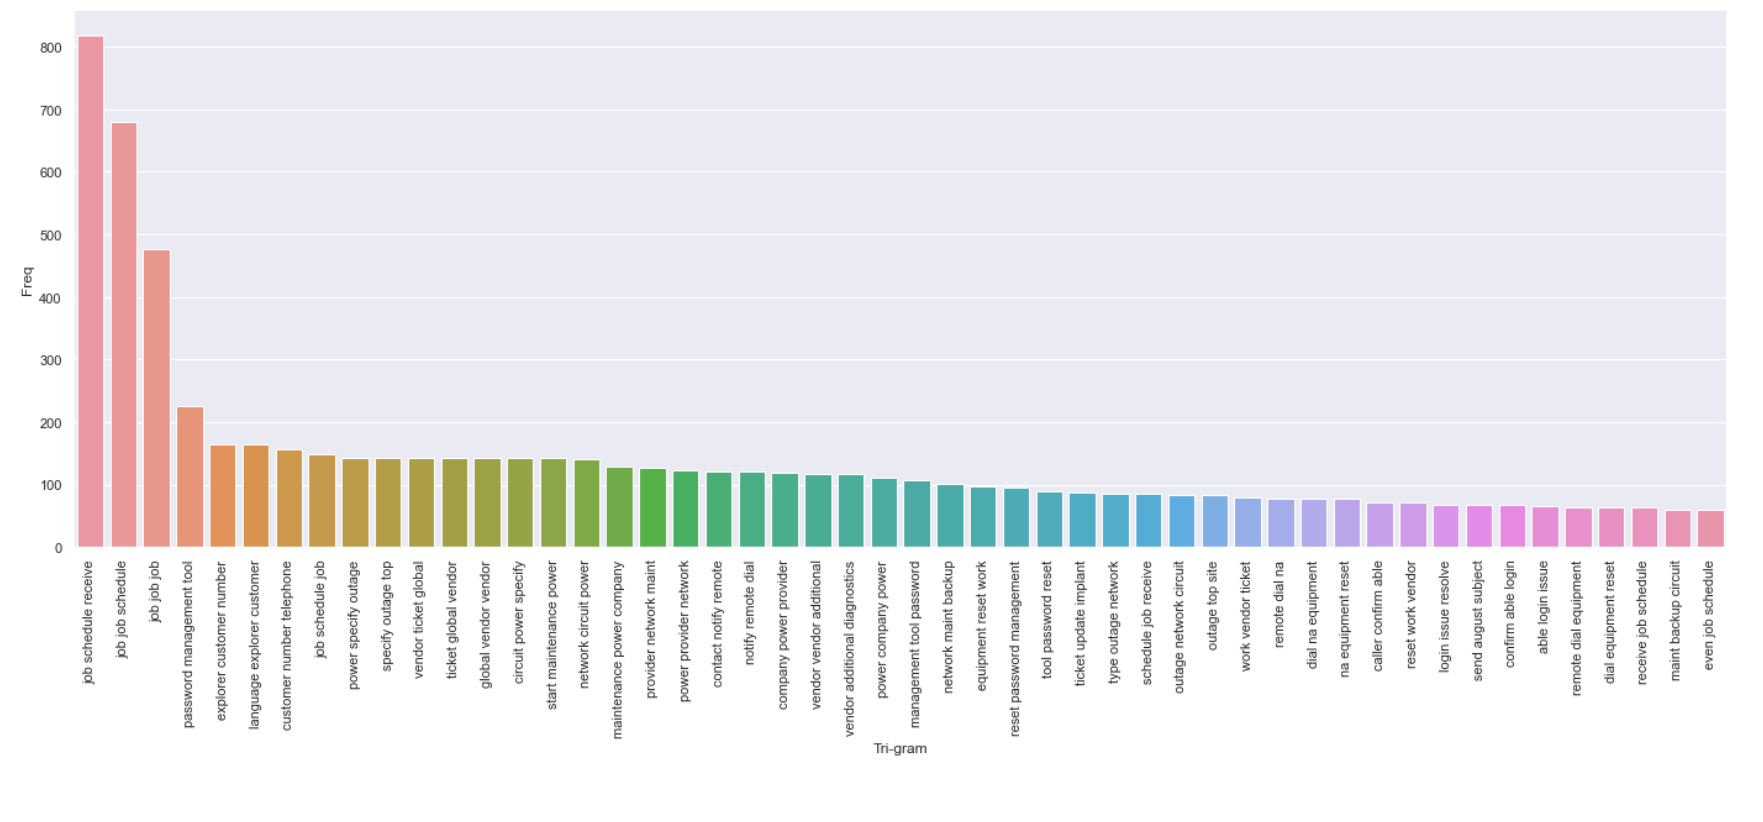 800
700
600
500
400
300
200
100
0
Freq
job schedule receive
job job schedule
job job job
password management tool
explorer customer number
language explorer customer
customer number telephone
job schedule job
power specify outage
specify outage top
vendor ticket global
ticket global vendor
global vendor vendor
circuit power specify
start maintenance power
network circuit power
maintenance power company
provider network maint
power provider network
contact notify remote
notify remote dial
company power provider
vendor vendor additional
vendor additional diagnostics
power company power
management tool password
network maint backup
equipment reset work
reset password management
tool password reset
ticket update implant
type outage network
schedule job receive
outage network circuit
outage top site
work vendor ticket
remote dial na
dial na equipment
na equipment reset
caller confirm able
reset work vendor
login issue resolve
send august subject
confirm able login
able login issue
remote dial equipment
dial equipment reset
receive job schedule
maint backup circuit
even job schedule
Tri-gram